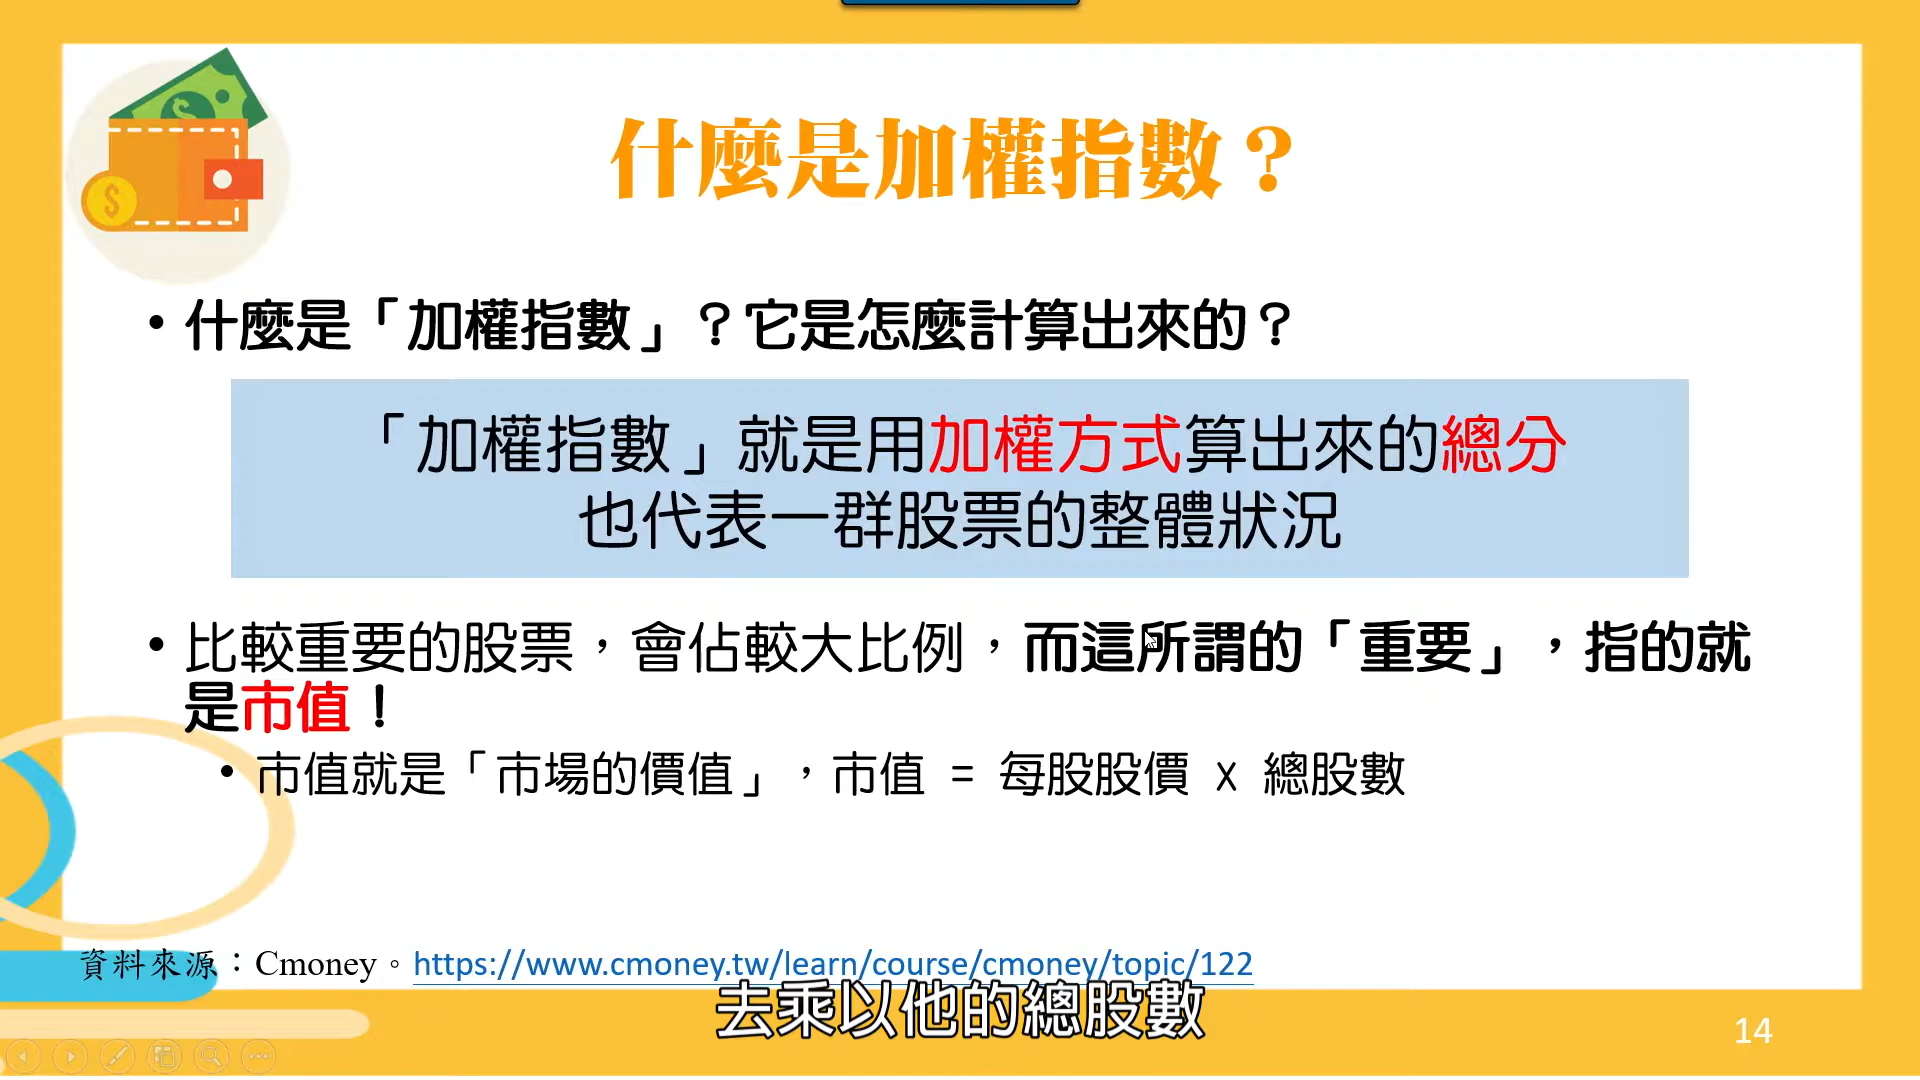 什麼是加權指數？
• 什麼是「加權指數」？它是怎麼計算出來的？
「加權指數」就是用加權方式算出來的總分
也代表一群股票的整體狀況
• 比較重要的股票，會佔較大比例，而這所謂的「重要」，指的就
是市值！
• 市值就是「市場的價值」，市值 = 每股股價 x 總股數
資料來源：Cmoney。https://www.cmoney.tw/learn/course/cmoney/topic/122
去乘以他的總股數
14